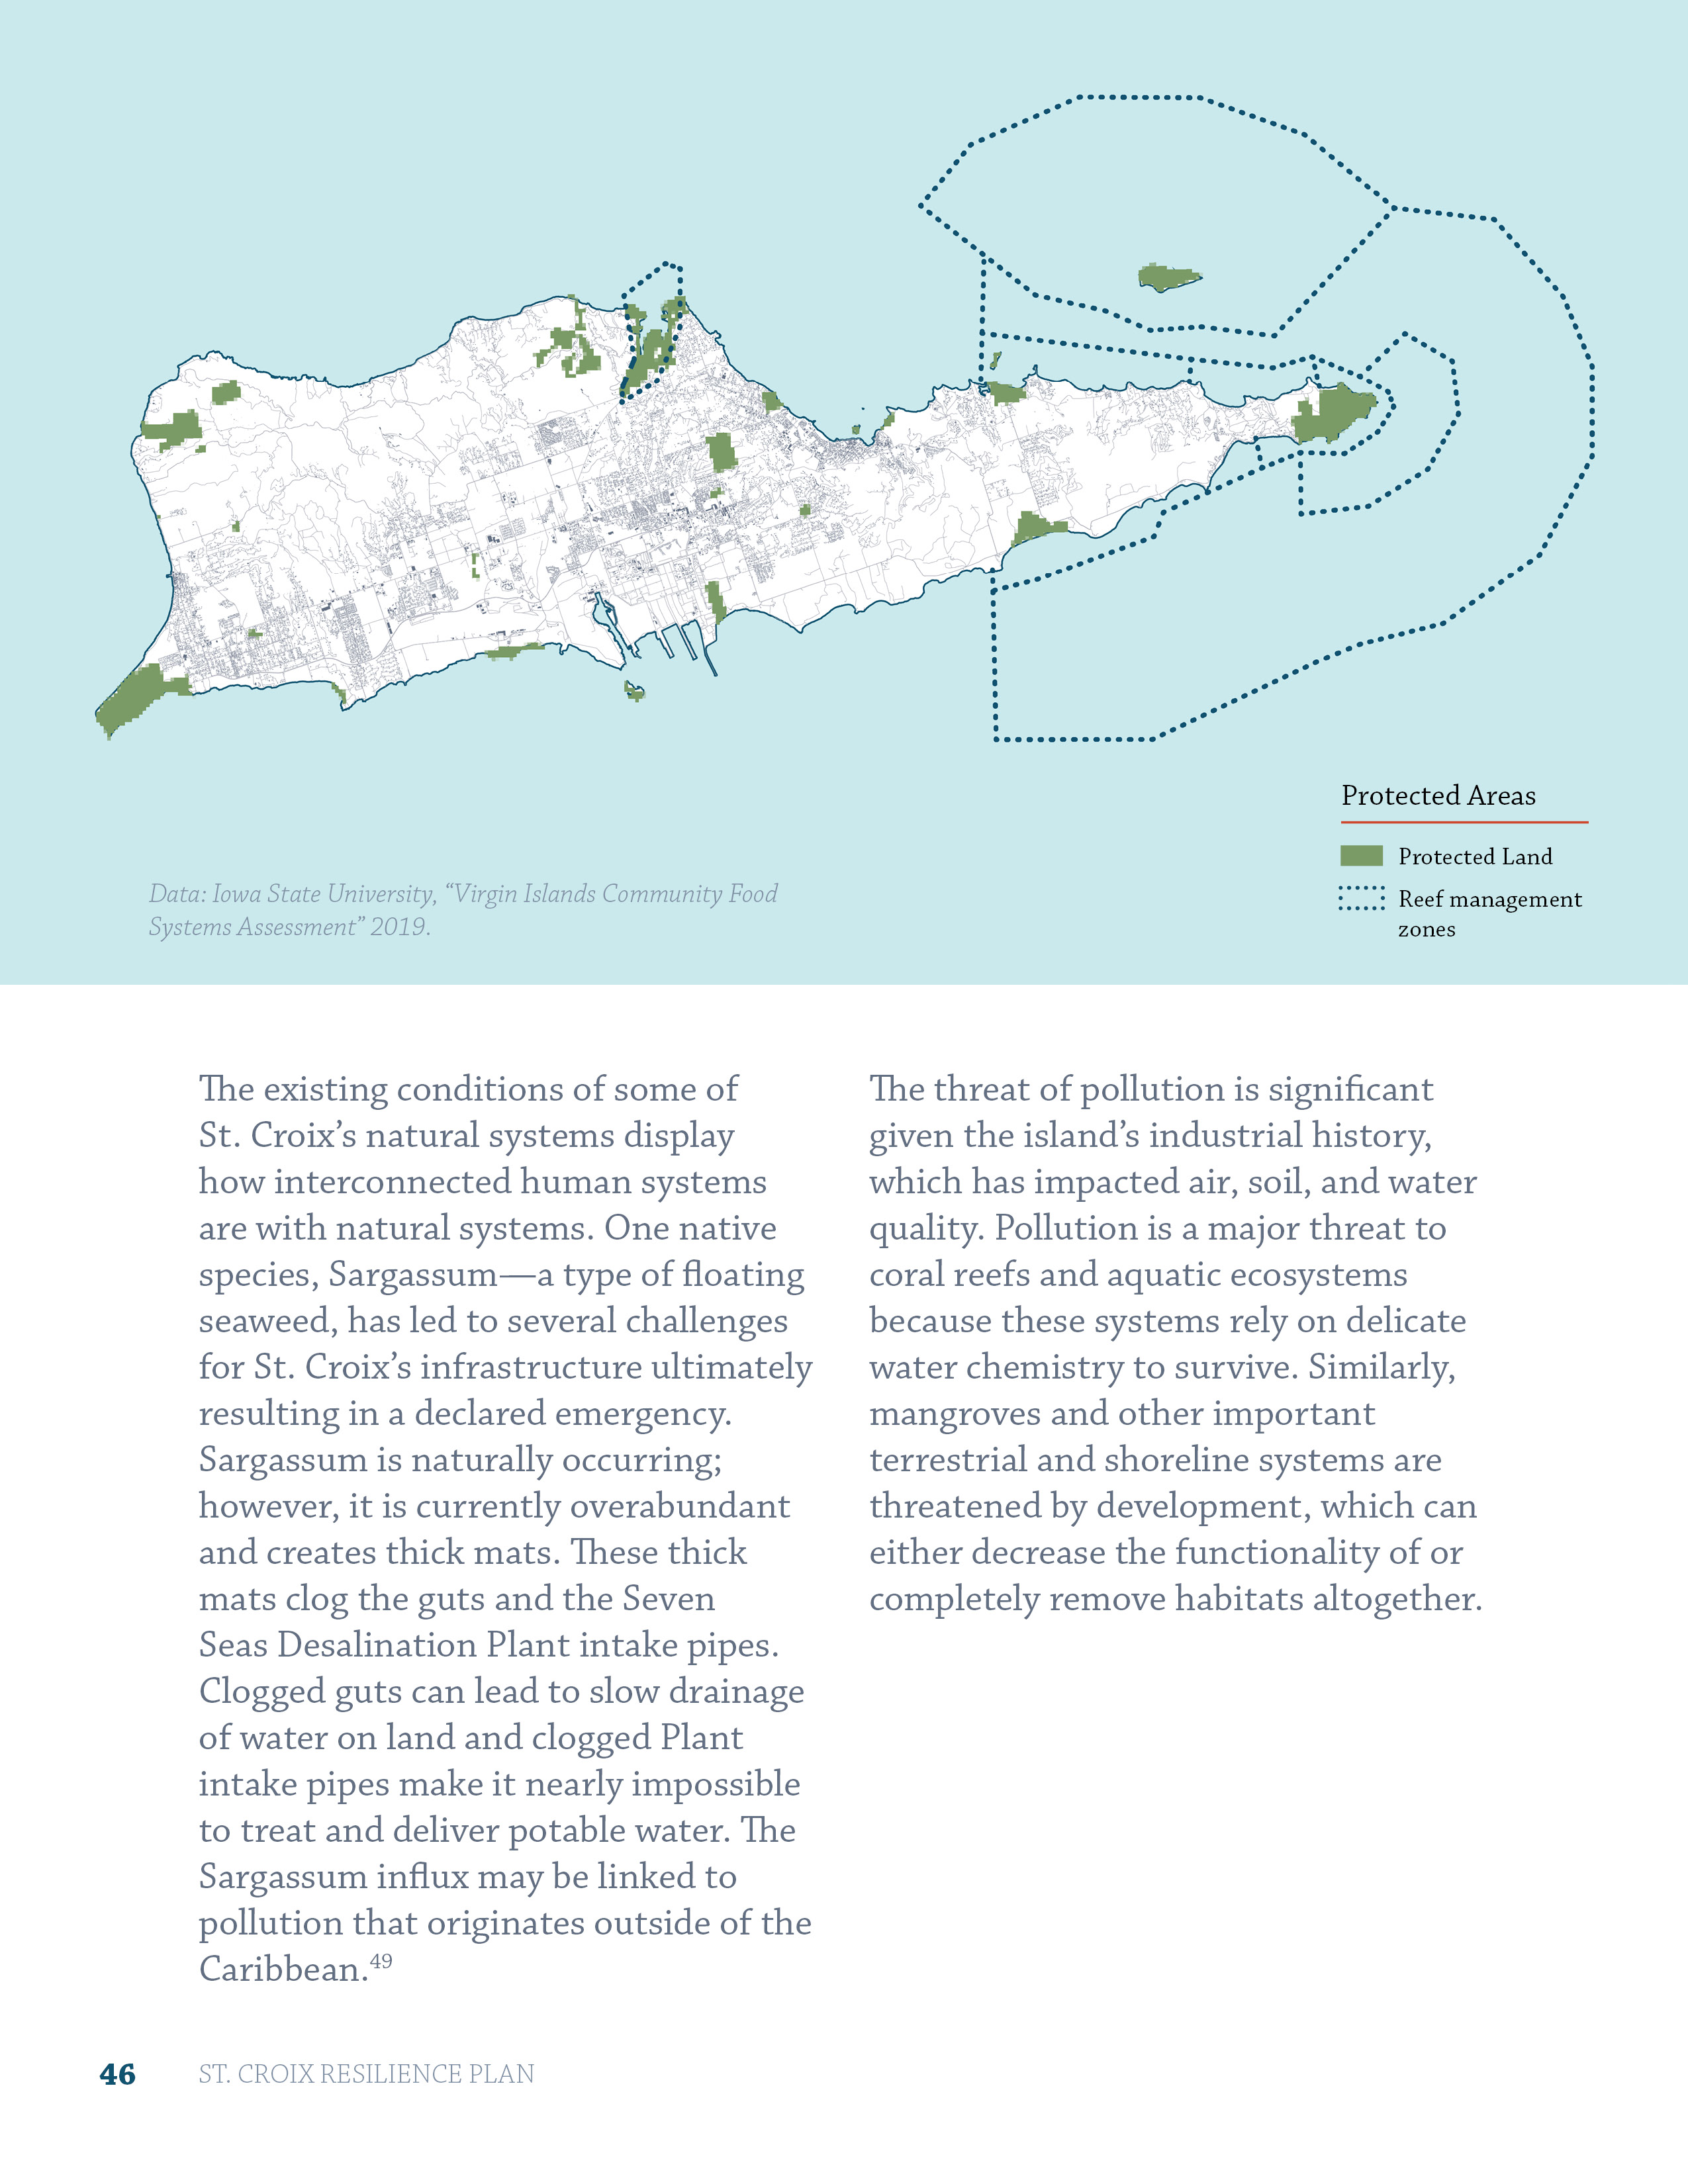 Protected Areas
Protected Land
Reef management
zones
Data: Iowa State University, “Virgin Islands Community Food
Systems Assessment” 2019.
The existing conditions of some of
St. Croix’s natural systems display
how interconnected human systems
are with natural systems. One native
species, Sargassum—a type of floating
seaweed, has led to several challenges
for St. Croix’s infrastructure ultimately
resulting in a declared emergency.
Sargassum is naturally occurring;
however, it is currently overabundant
and creates thick mats. These thick
mats clog the guts and the Seven
Seas Desalination Plant intake pipes.
Clogged guts can lead to slow drainage
of water on land and clogged Plant
intake pipes make it nearly impossible
to treat and deliver potable water. The
Sargassum influx may be linked to
pollution that originates outside of the
Caribbean.49
The threat of pollution is significant
given the island’s industrial history,
which has impacted air, soil, and water
quality. Pollution is a major threat to
coral reefs and aquatic ecosystems
because these systems rely on delicate
water chemistry to survive. Similarly,
mangroves and other important
terrestrial and shoreline systems are
threatened by development, which can
either decrease the functionality of or
completely remove habitats altogether.
46 ST. CROIX RESILIENCE PLAN